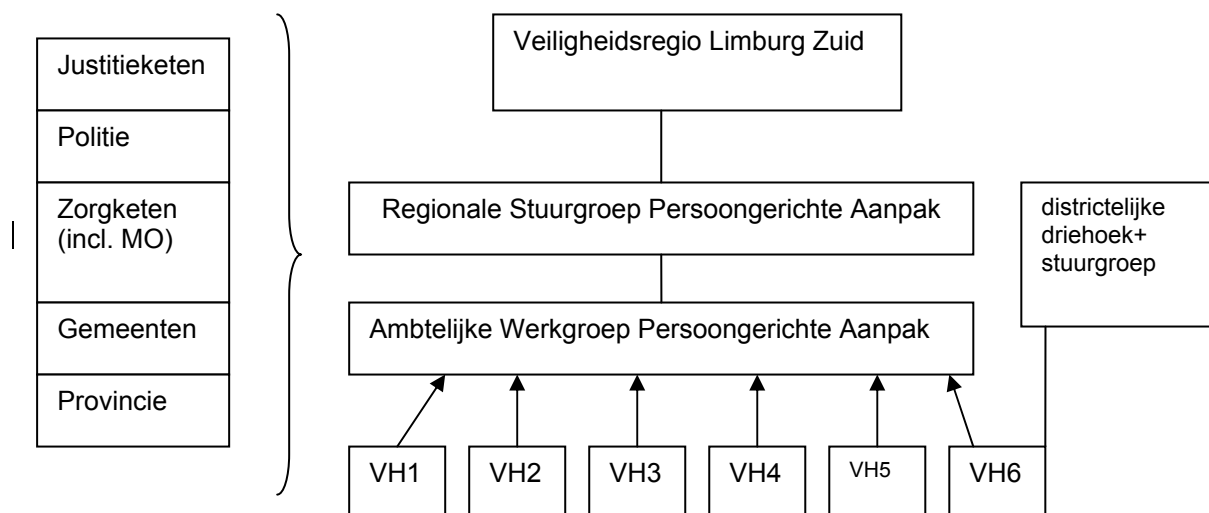 Justitieketen
Politie
Zorgketen
(incl. MO)
Gemeenten
Provincie
Veiligheidsregio Limburg Zuid
Regionale Stuurgroep Persoongerichte Aanpak
districtelijke
driehoek+
stuurgroep
Ambtelijke Werkgroep Persoongerichte Aanpak
VH1
VH2
VH3
VH4
VH5
VH6